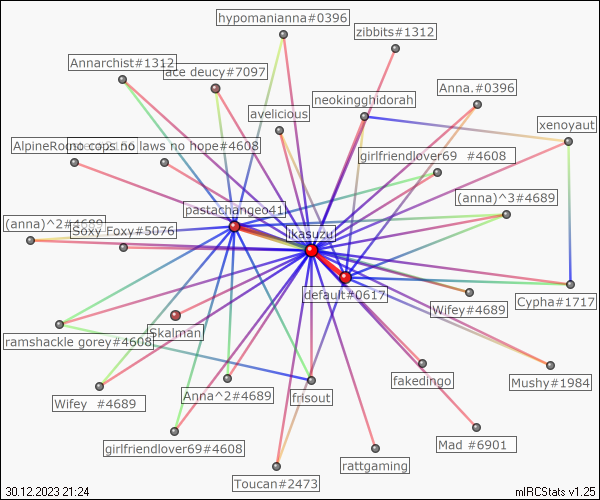 hypomanianna#0396
zibbits#1312
Annarchist#1312
ace deucy#7097
neokingghidorah
Anna.#0396
avelicious
xenoyaut
AlpineRoo
no cops no laws no hope#4608
girlfriendlover69 #4608
(anna)^3#4689
pastachangeo41
(anna)^2#4689
Soxy Foxy#5076
ikasuzu
default#0617
Wifey#4689
Cypha#1717
ramshackle gorey#4608
Skalman
fakedingo
Mushy#1984
Wifey #4689
Anna^2#4689
frisout
girlfriendlover69#4608
rattgaming
Mad #6901
Toucan#2473
30.12.2023 21:24
mIRCStats v1.25